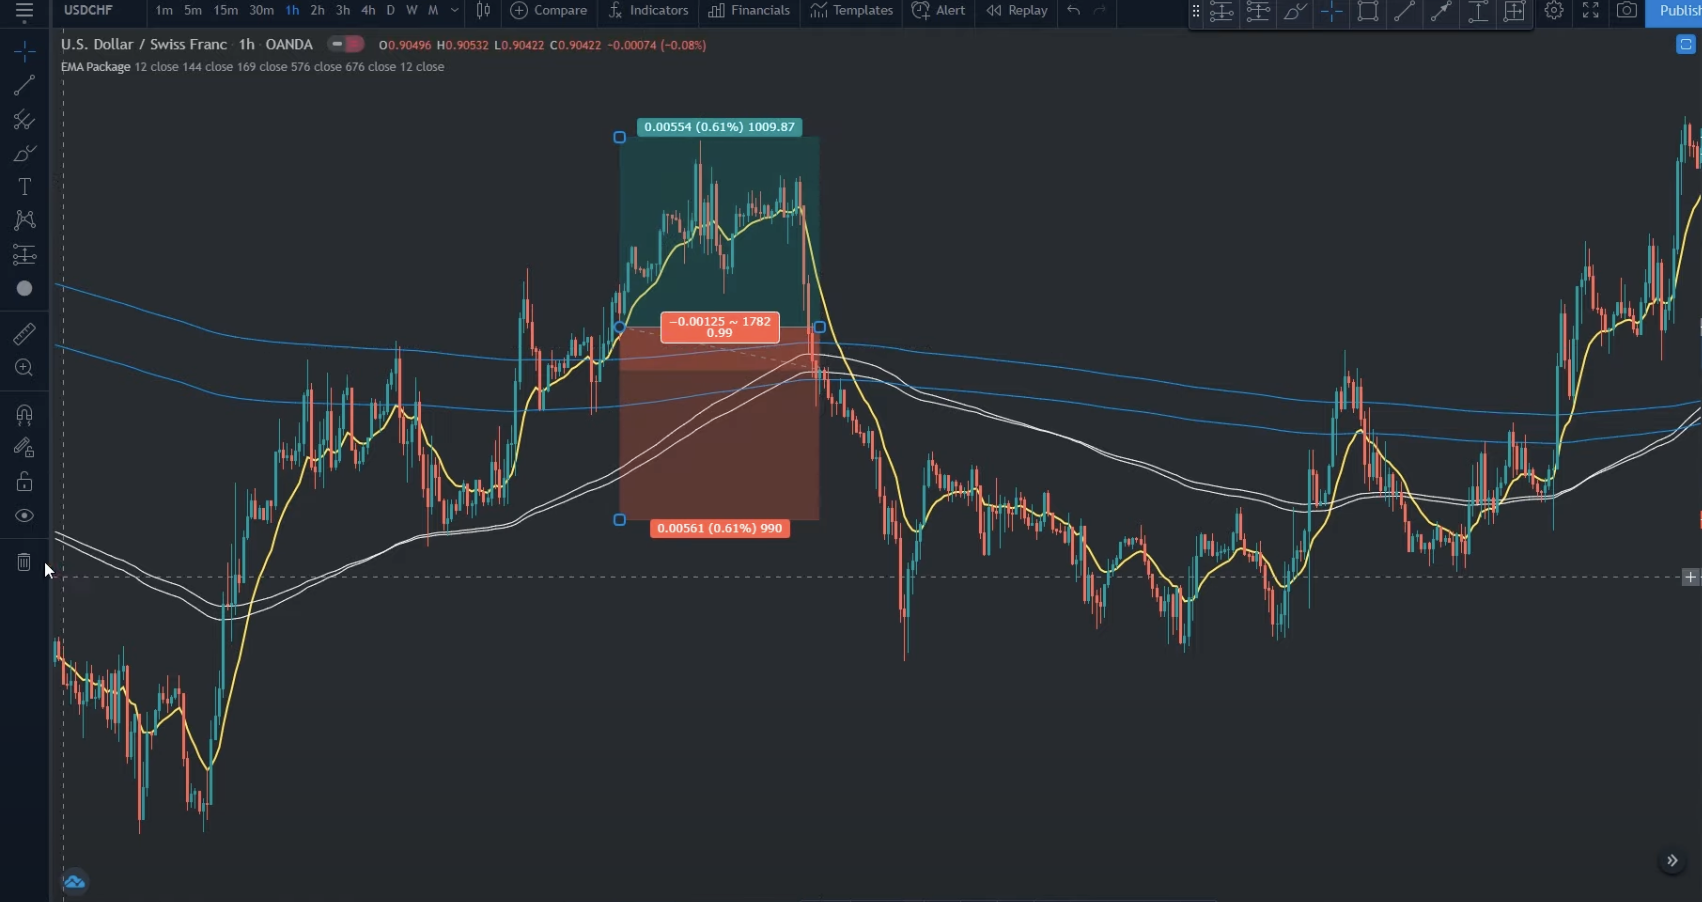 USDCHF 1m 5m 15m 30m 1h 2h 3h 4h D W M Compare Indicators Financials Templates Alert Replay Publish
U.S. Dollar / Swiss Franc 1h OANDA O0.90496 H0.90532 L0.90422 C0.90422 −0.00074 (−0.08%)
EMA Package 12 close 144 close 169 close 576 close 676 close 12 close
0.00554 (0.61%) 1009.87
−0.00125 ~ 1782
0.99
0.00561 (0.61%) 990